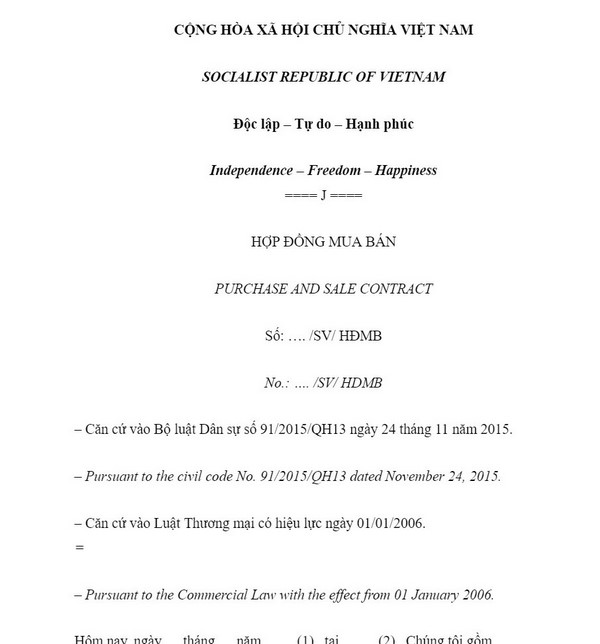 CỘNG HÒA XÃ HỘI CHỦ NGHĨA VIỆT NAM
SOCIALIST REPUBLIC OF VIETNAM
Độc lập – Tự do – Hạnh phúc
Independence – Freedom – Happiness
==== J ====
HỢP ĐỒNG MUA BÁN
PURCHASE AND SALE CONTRACT
Số: …. /SV/ HĐMB
No.: …. /SV/ HDMB
– Căn cứ vào Bộ luật Dân sự số 91/2015/QH13 ngày 24 tháng 11 năm 2015.
– Pursuant to the civil code No. 91/2015/QH13 dated November 24, 2015.
– Căn cứ vào Luật Thương mại có hiệu lực ngày 01/01/2006.
=
– Pursuant to the Commercial Law with the effect from 01 January 2006.
Hôm nay, ngày … tháng … năm … (1), tại … (2). Chúng tôi gồm